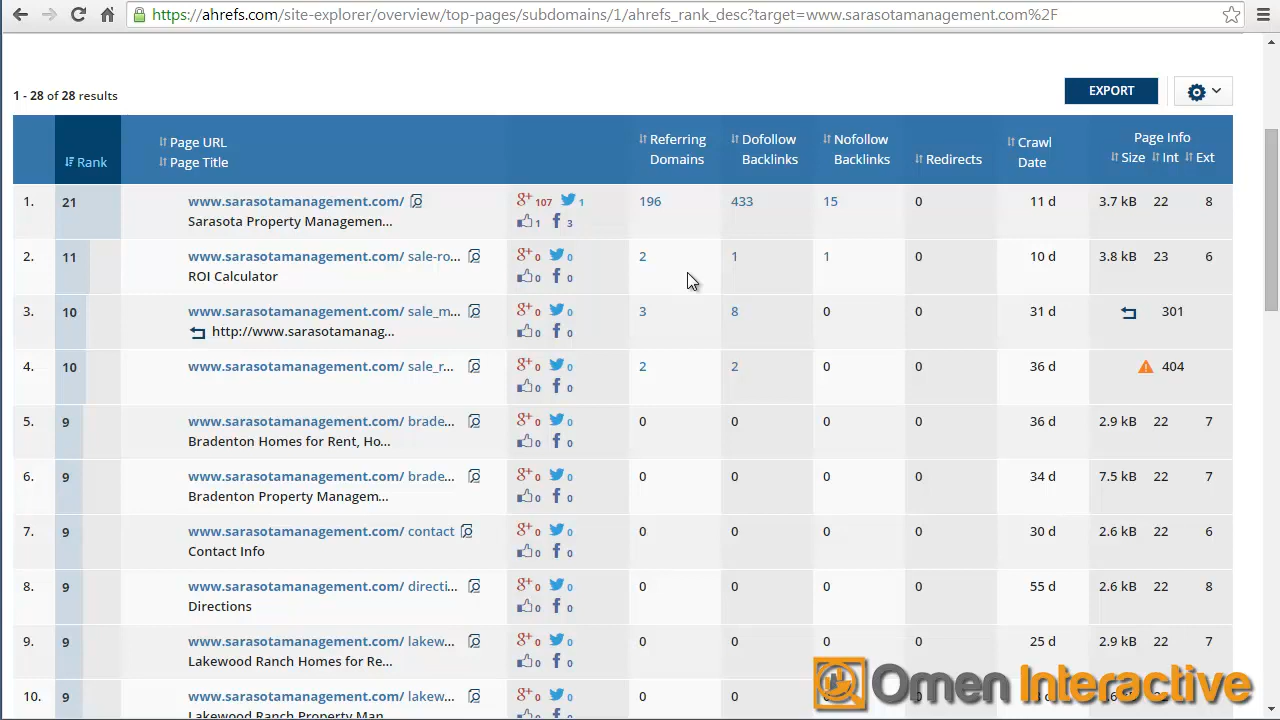 https://ahrefs.com/site-explorer/overview/top-pages/subdomains/1/ahrefs_rank_desc?target=www.sarasotamanagement.com%2F
1 - 28 of 28 results
EXPORT
Rank Page URL Page Title Referring Domains Dofollow Backlinks Nofollow Backlinks Redirects Crawl Date Page Info Size Int Ext
1. 21 www.sarasotamanagement.com/ 107 1 196 433 15 0 11 d 3.7 kB 22 8
Sarasota Property Managemen... 1 3
2. 11 www.sarasotamanagement.com/ sale-ro... 0 0 2 1 1 0 10 d 3.8 kB 23 6
ROI Calculator 0 0
3. 10 www.sarasotamanagement.com/ sale_m... 0 0 3 8 0 0 31 d 301
http://www.sarasotamanag... 0 0
4. 10 www.sarasotamanagement.com/ sale_r... 0 0 2 2 0 0 36 d 404
0 0
5. 9 www.sarasotamanagement.com/ brade... 0 0 0 0 0 0 36 d 2.9 kB 22 7
Bradenton Homes for Rent, Ho... 0 0
6. 9 www.sarasotamanagement.com/ brade... 0 0 0 0 0 0 34 d 7.5 kB 22 7
Bradenton Property Managem... 0 0
7. 9 www.sarasotamanagement.com/ contact 0 0 0 0 0 0 30 d 2.6 kB 22 6
Contact Info 0 0
8. 9 www.sarasotamanagement.com/ directi... 0 0 0 0 0 0 55 d 2.6 kB 22 8
Directions 0 0
9. 9 www.sarasotamanagement.com/ lakew... 0 0 0 0 0 0 25 d 2.9 kB 22 7
Lakewood Ranch Homes for Re... 0 0
10. 9 www.sarasotamanagement.com/ lakew... 0 0 0 0 0 0
Lakewood Ranch Property Man
Omen Interactive